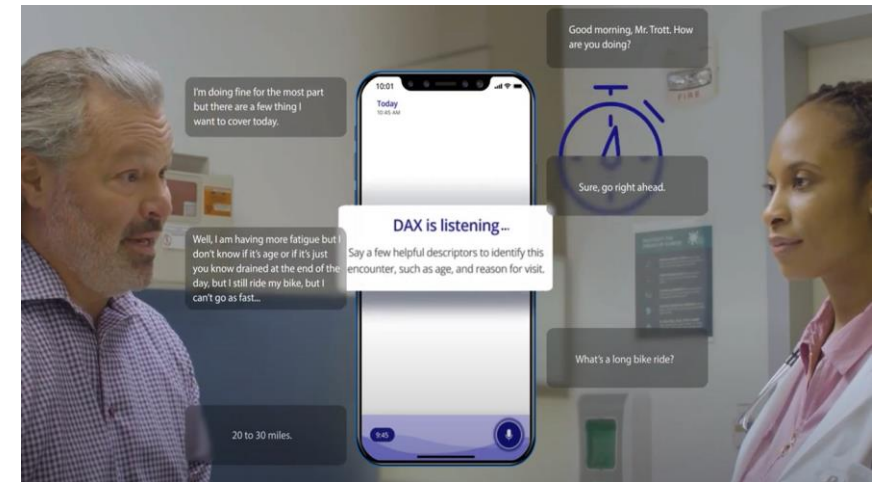 Good morning, Mr. Trott. How
are you doing?
I'm doing fine for the most part
but there are a few thing I
want to cover today.
Sure, go right ahead.
Well, I am having more fatigue but I
don't know if it's age or if it's just
you know drained at the end of the
day, but I still ride my bike, but I
can't go as fast...
What's a long bike ride?
20 to 30 miles.
10:01
Today
10:45 AM
DAX is listening...
Say a few helpful descriptors to identify this
encounter, such as age, and reason for visit.
9:45
FIRE